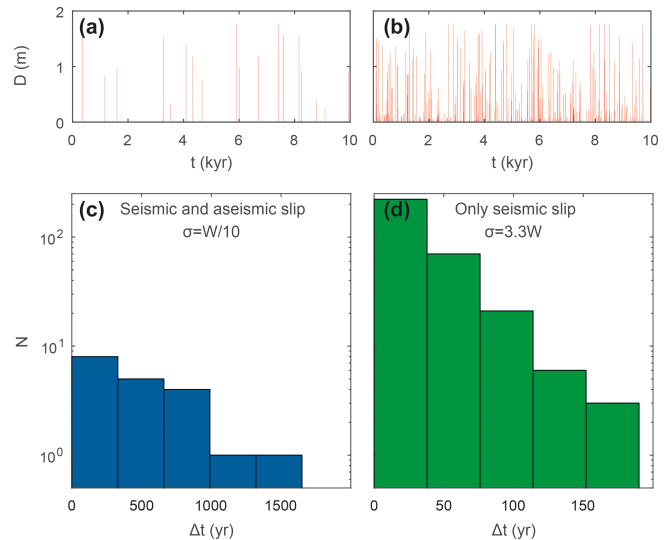 (a)
(b)
D (m)
2
1
0
0 2 4 6 8 10
0 2 4 6 8 10
t (kyr)
t (kyr)
(c)
Seismic and aseismic slip
σ=W/10
(d)
Only seismic slip
σ=3.3W
N
10²
10¹
10⁰
0 500 1000 1500
0 50 100 150
Δt (yr)
Δt (yr)